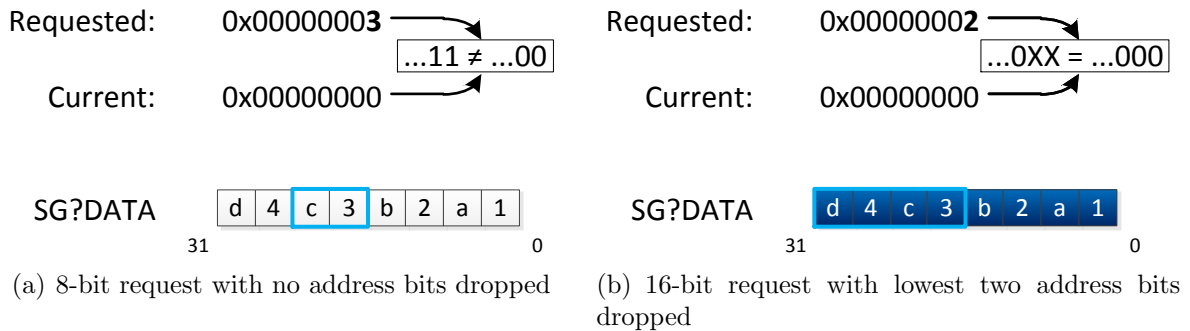 Requested: 0x00000003
...11 ≠ ...00
Current: 0x00000000
SG?DATA d 4 c 3 b 2 a 1
31 0
(a) 8-bit request with no address bits dropped
Requested: 0x00000002
...0XX = ...000
Current: 0x00000000
SG?DATA d 4 c 3 b 2 a 1
31 0
(b) 16-bit request with lowest two address bits
dropped